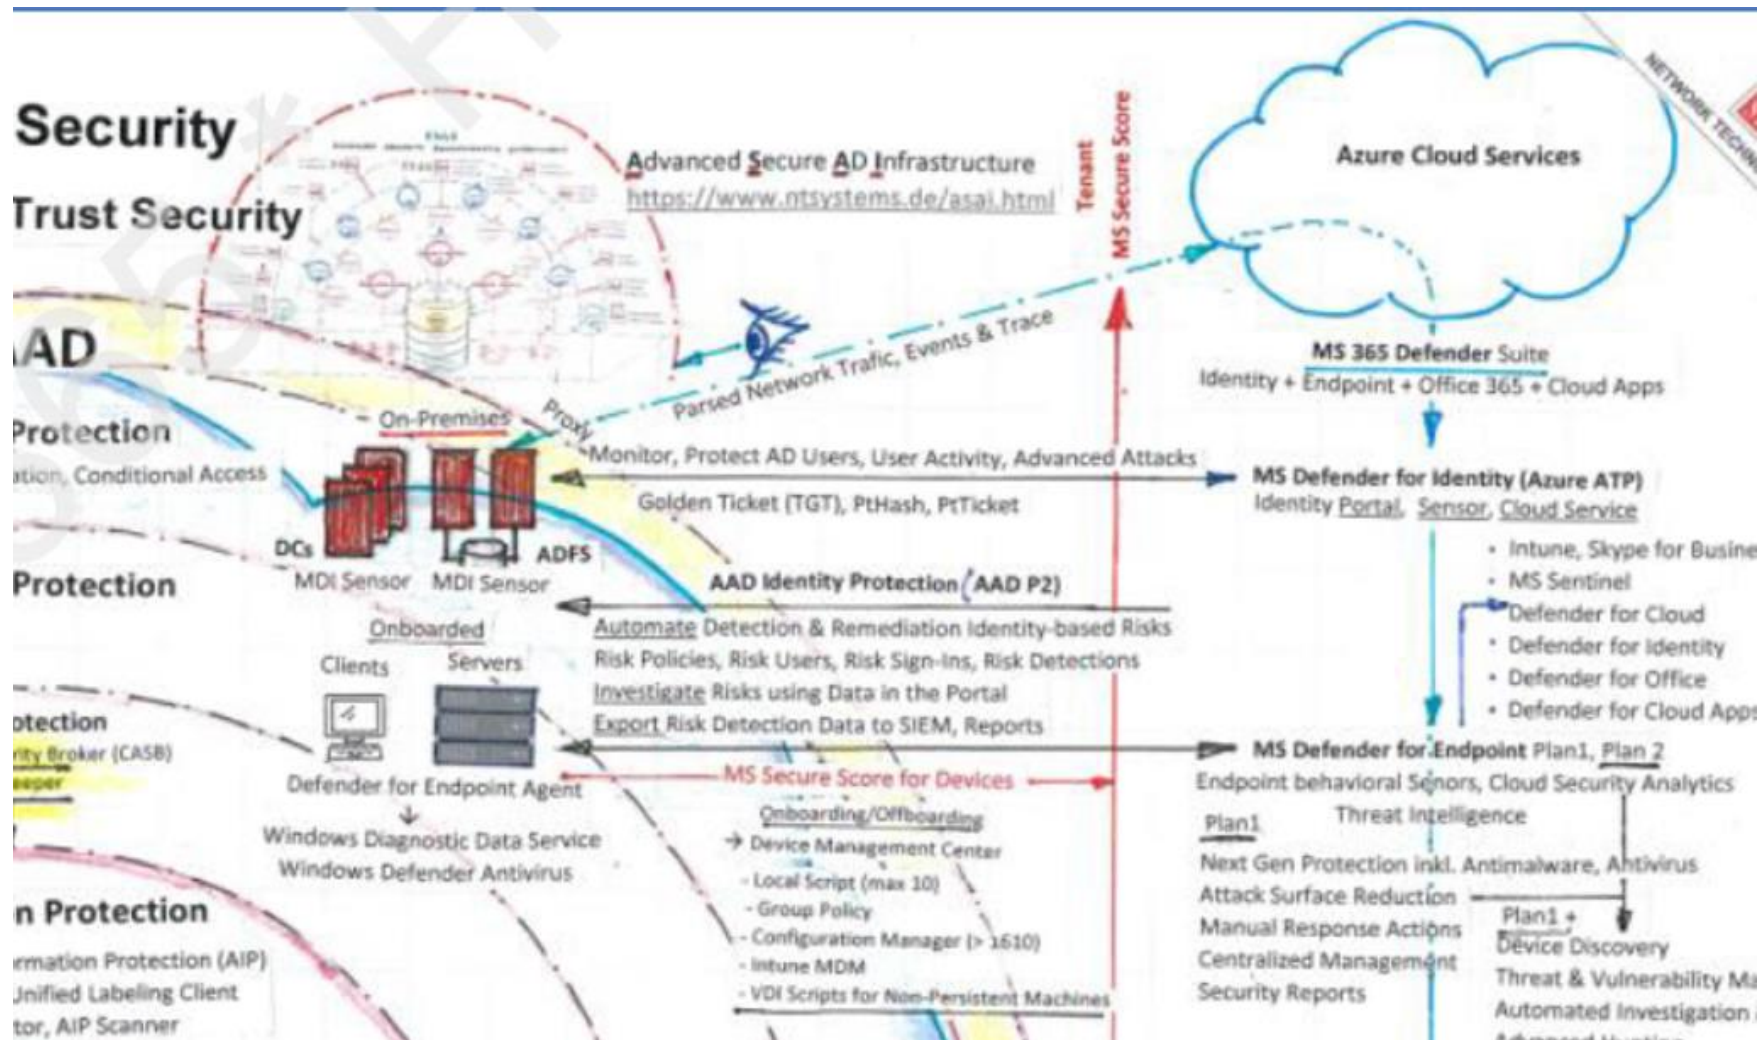 Security
Trust Security
AAD
Protection
ation, Conditional Access
Protection
otection
rity Broker (CASB)
eeper
n Protection
rmation Protection (AIP)
Unified Labeling Client
tor, AIP Scanner
Advanced Secure AD Infrastructure
https://www.ntsystems.de/asai.html
Tenant
MS Secure Score
Azure Cloud Services
NETWORK TECHN
Parsed Network Trafic, Events & Trace
Proxy
MS 365 Defender Suite
Identity + Endpoint + Office 365 + Cloud Apps
On-Premises
Monitor, Protect AD Users, User Activity, Advanced Attacks
Golden Ticket (TGT), PtHash, PtTicket
MS Defender for Identity (Azure ATP)
Identity Portal, Sensor, Cloud Service
DCs
ADFS
MDI Sensor
MDI Sensor
• Intune, Skype for Busine
• MS Sentinel
Defender for Cloud
• Defender for Identity
• Defender for Office
• Defender for Cloud Apps
AAD Identity Protection (AAD P2)
Automate Detection & Remediation Identity-based Risks
Risk Policies, Risk Users, Risk Sign-Ins, Risk Detections
Investigate Risks using Data in the Portal
Export Risk Detection Data to SIEM, Reports
Onboarded
Clients
Servers
Defender for Endpoint Agent
Windows Diagnostic Data Service
Windows Defender Antivirus
MS Secure Score for Devices
Onboarding/Offboarding
→ Device Management Center
- Local Script (max 10)
- Group Policy
- Configuration Manager (> 1610)
- Intune MDM
- VDI Scripts for Non-Persistent Machines
MS Defender for Endpoint Plan1, Plan 2
Endpoint behavioral Senors, Cloud Security Analytics
Threat Intelligence
Plan1
Next Gen Protection inkl. Antimalware, Antivirus
Attack Surface Reduction
Manual Response Actions
Centralized Management
Security Reports
Plan1 +
Device Discovery
Threat & Vulnerability Ma
Automated Investigation
Advanced Hunting